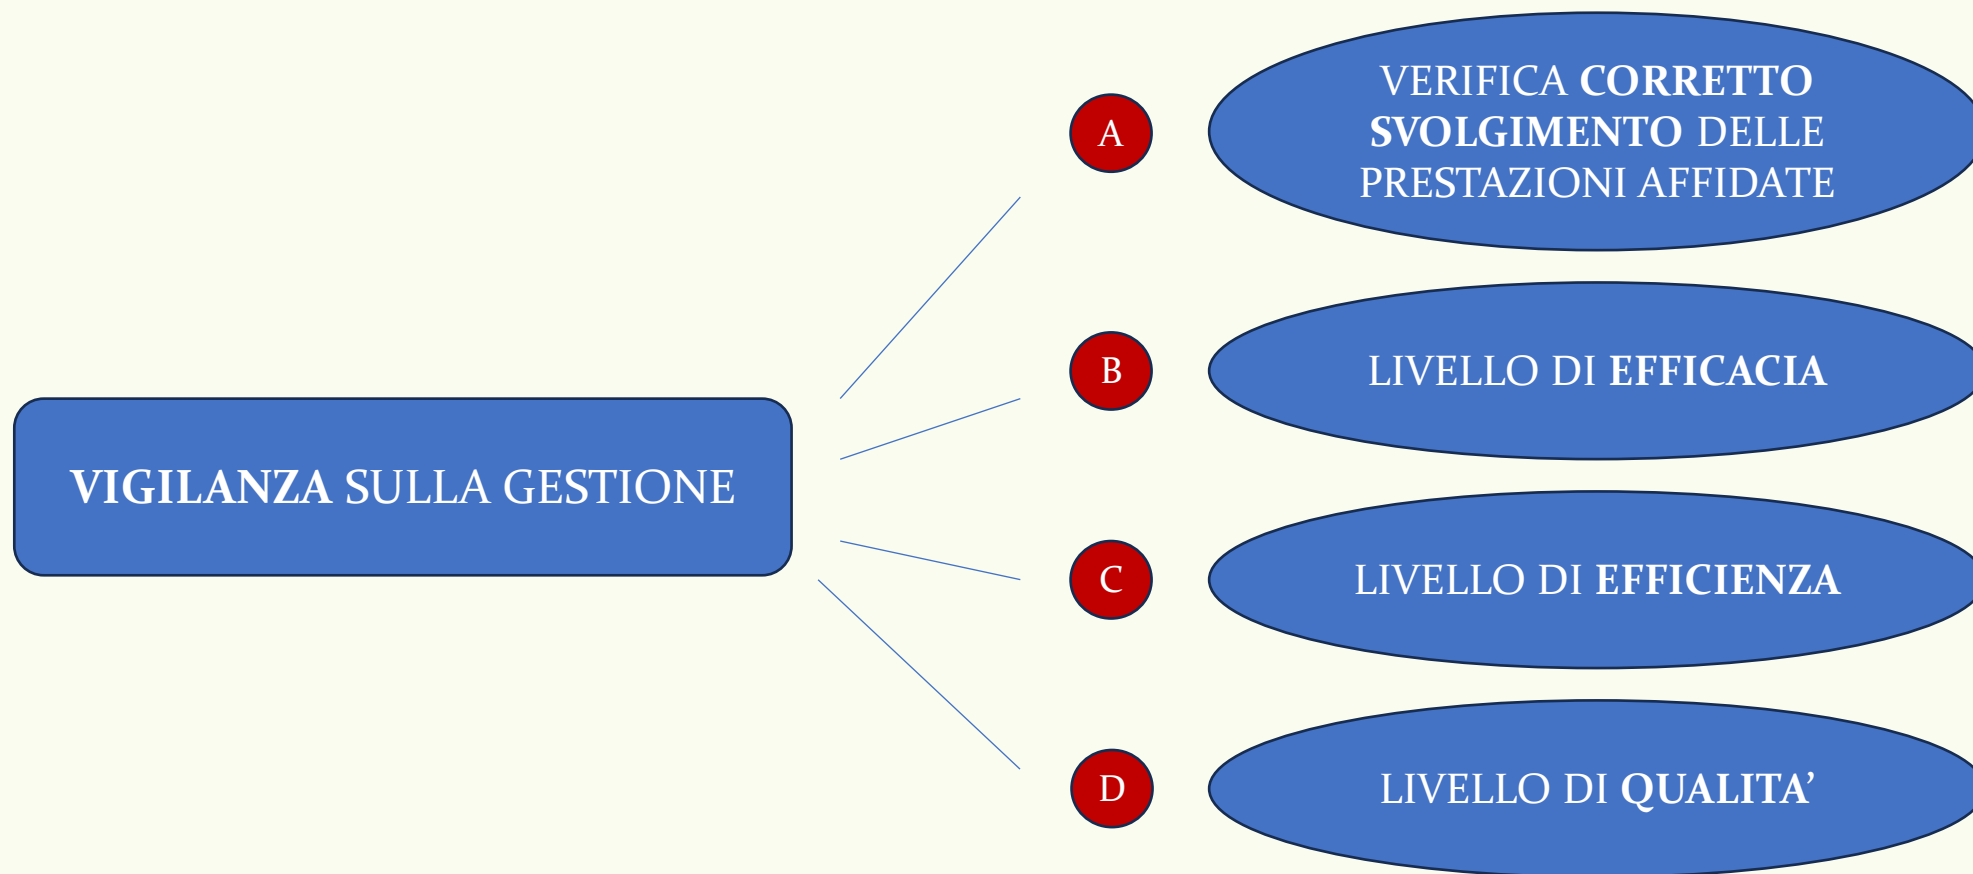 A
VERIFICA CORRETTO
SVOLGIMENTO DELLE
PRESTAZIONI AFFIDATE
B
LIVELLO DI EFFICACIA
VIGILANZA SULLA GESTIONE
C
LIVELLO DI EFFICIENZA
D
LIVELLO DI QUALITA’